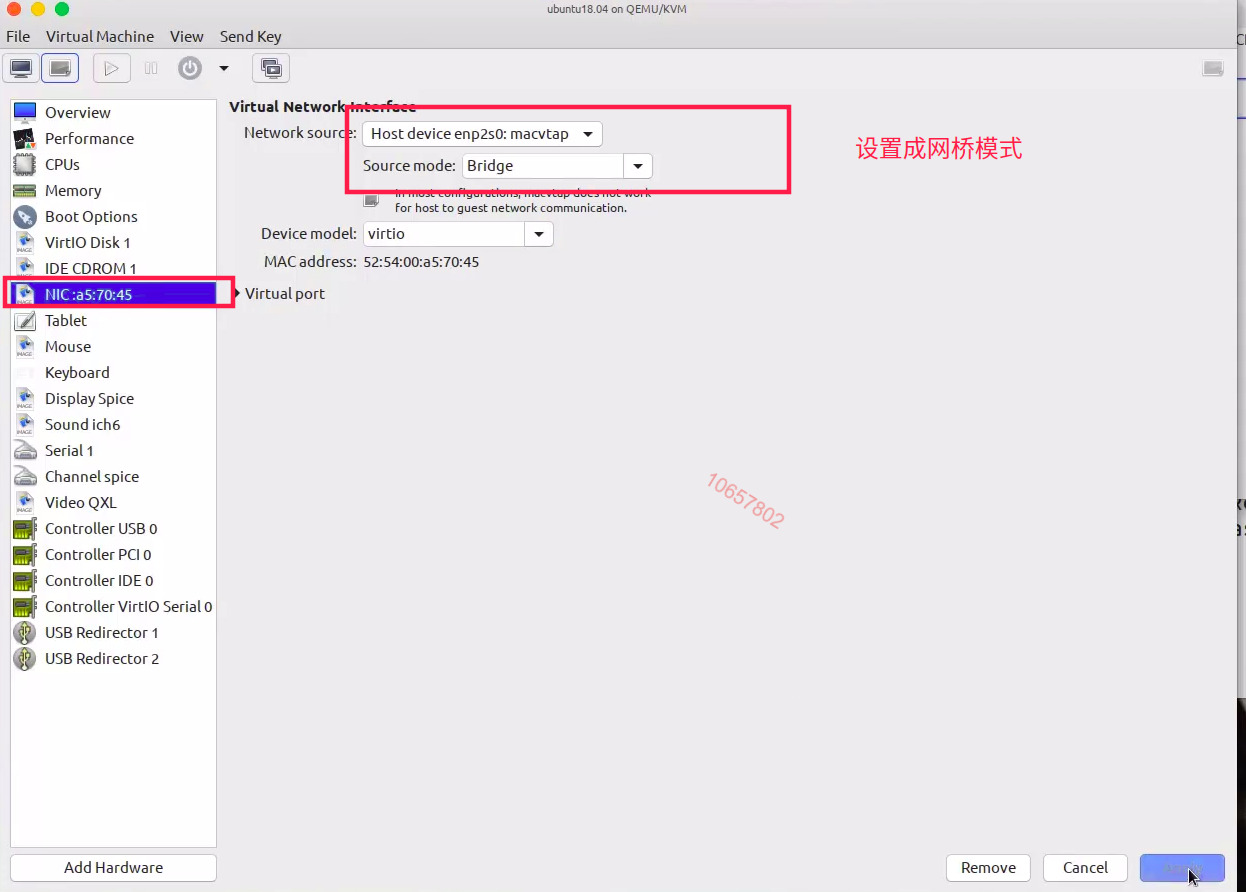 ubuntu18.04 on QEMU/KVM
File Virtual Machine View Send Key
Overview
Performance
CPUs
Memory
Boot Options
VirtIO Disk 1
IDE CDROM 1
NIC :a5:70:45
Tablet
Mouse
Keyboard
Display Spice
Sound ich6
Serial 1
Channel spice
Video QXL
Controller USB 0
Controller PCI 0
Controller IDE 0
Controller VirtIO Serial 0
USB Redirector 1
USB Redirector 2
Add Hardware
Virtual Network Interface
Network source: Host device enp2s0: macvtap
Source mode: Bridge
In most configurations, macvtap does not work
for host to guest network communication.
Device model: virtio
MAC address: 52:54:00:a5:70:45
Virtual port
设置成网桥模式
10657802
Remove Cancel